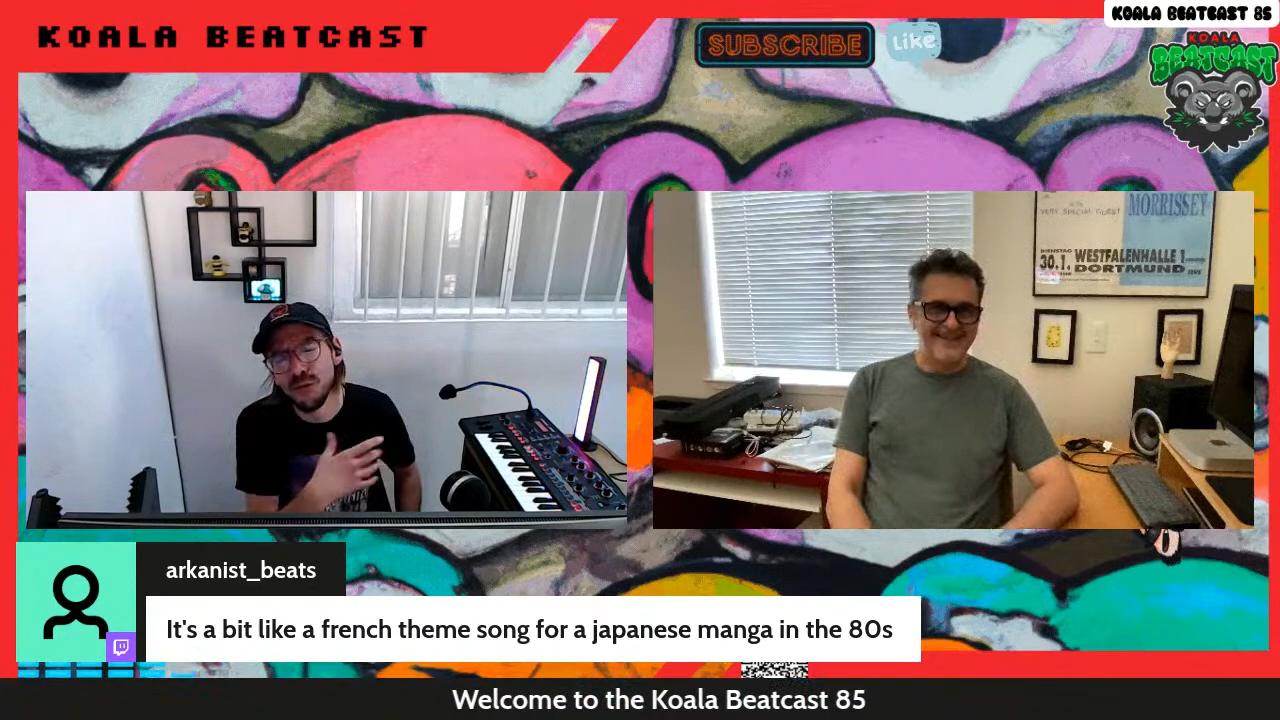 KOALA BEATCAST
SUBSCRIBE
Like
KOALA BEATCAST 85
KOALA
BEATCAST
VERY SPECIAL GUEST
MORRISSEY
DIENSTAG
30.1.
WESTFALENHALLE 1
DORTMUND
arkanist_beats
It's a bit like a french theme song for a japanese manga in the 80s
Welcome to the Koala Beatcast 85